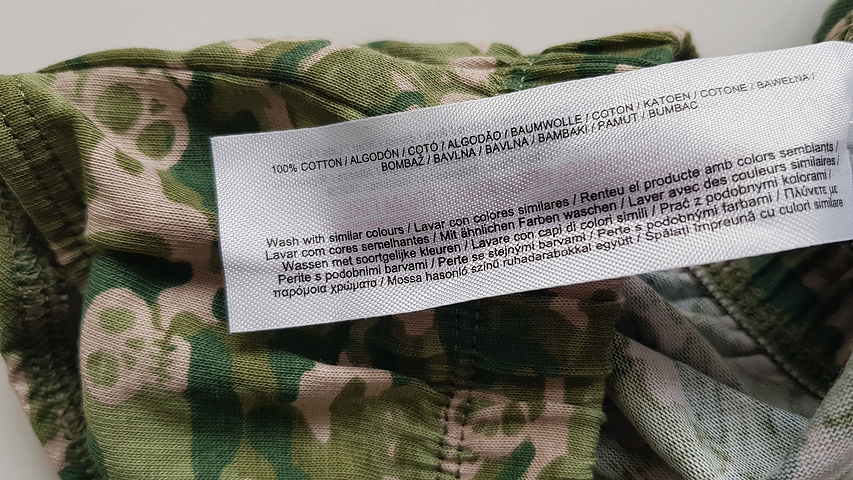 100% COTTON / ALGODÓN / COTÓ / ALGODÃO / BAUMWOLLE / COTON / KATOEN / COTONE / BAWEŁNA /
BOMBAŽ / BAVLNA / BAVLNA / BAMBAKI / PAMUT / BUMBAC
Wash with similar colours / Lavar con colores similares / Renteu el producte amb colors semblants /
Lavar com cores semelhantes / Mit ähnlichen Farben waschen / Laver avec des couleurs similaires /
Wassen met soortgelijke kleuren / Lavare con capi di colori simili / Prać z podobnymi kolorami /
Perite s podobnimi barvami / Perte se stejnými barvami / Perte s podobnými farbami / Πλύνετε με
παρόμοια χρώματα / Mossa hasonló színű ruhadarabokkal együtt / Spălaţi împreună cu culori similare